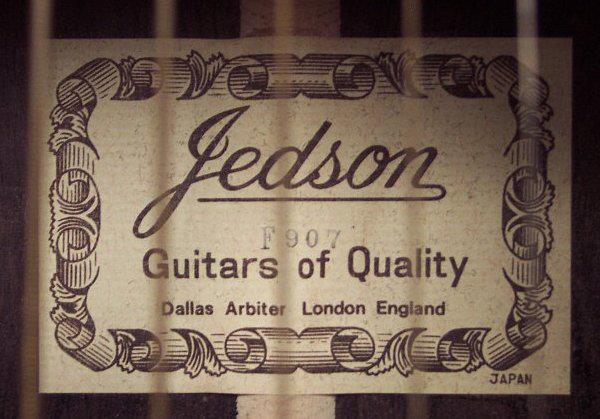 Jedson
F907
Guitars of Quality
Dallas Arbiter London England
JAPAN